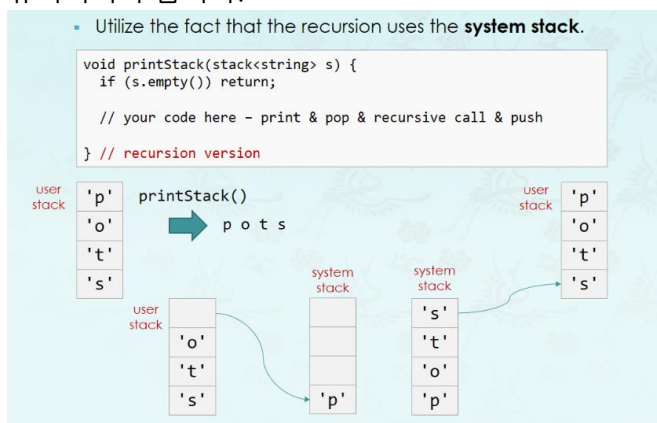 ▪ Utilize the fact that the recursion uses the system stack.
void printStack(stack<string> s) {
if (s.empty()) return;
// your code here – print & pop & recursive call & push
} // recursion version
user stack
'p'
'o'
't'
's'
printStack()
p o t s
user stack
'o'
't'
's'
system stack
'p'
system stack
's'
't'
'o'
'p'
user stack
'p'
'o'
't'
's'